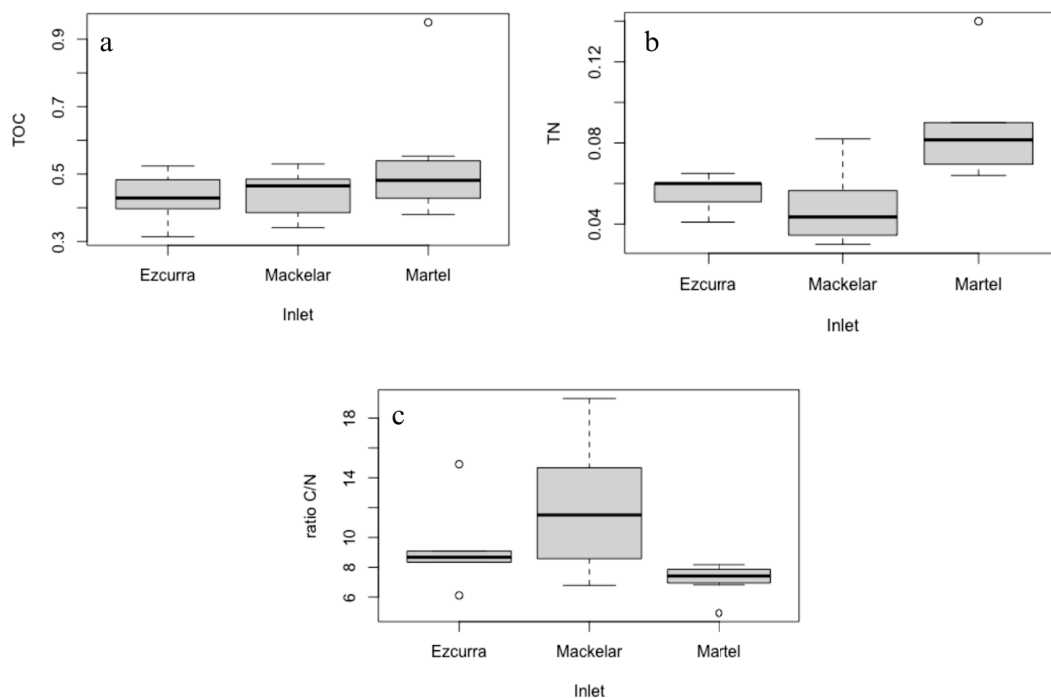 a
TOC
0.9
0.7
0.5
0.3
Ezcurra Mackelar Martel
Inlet
b
TN
0.12
0.08
0.04
Ezcurra Mackelar Martel
Inlet
c
ratio C/N
18
14
10
8
6
Ezcurra Mackelar Martel
Inlet